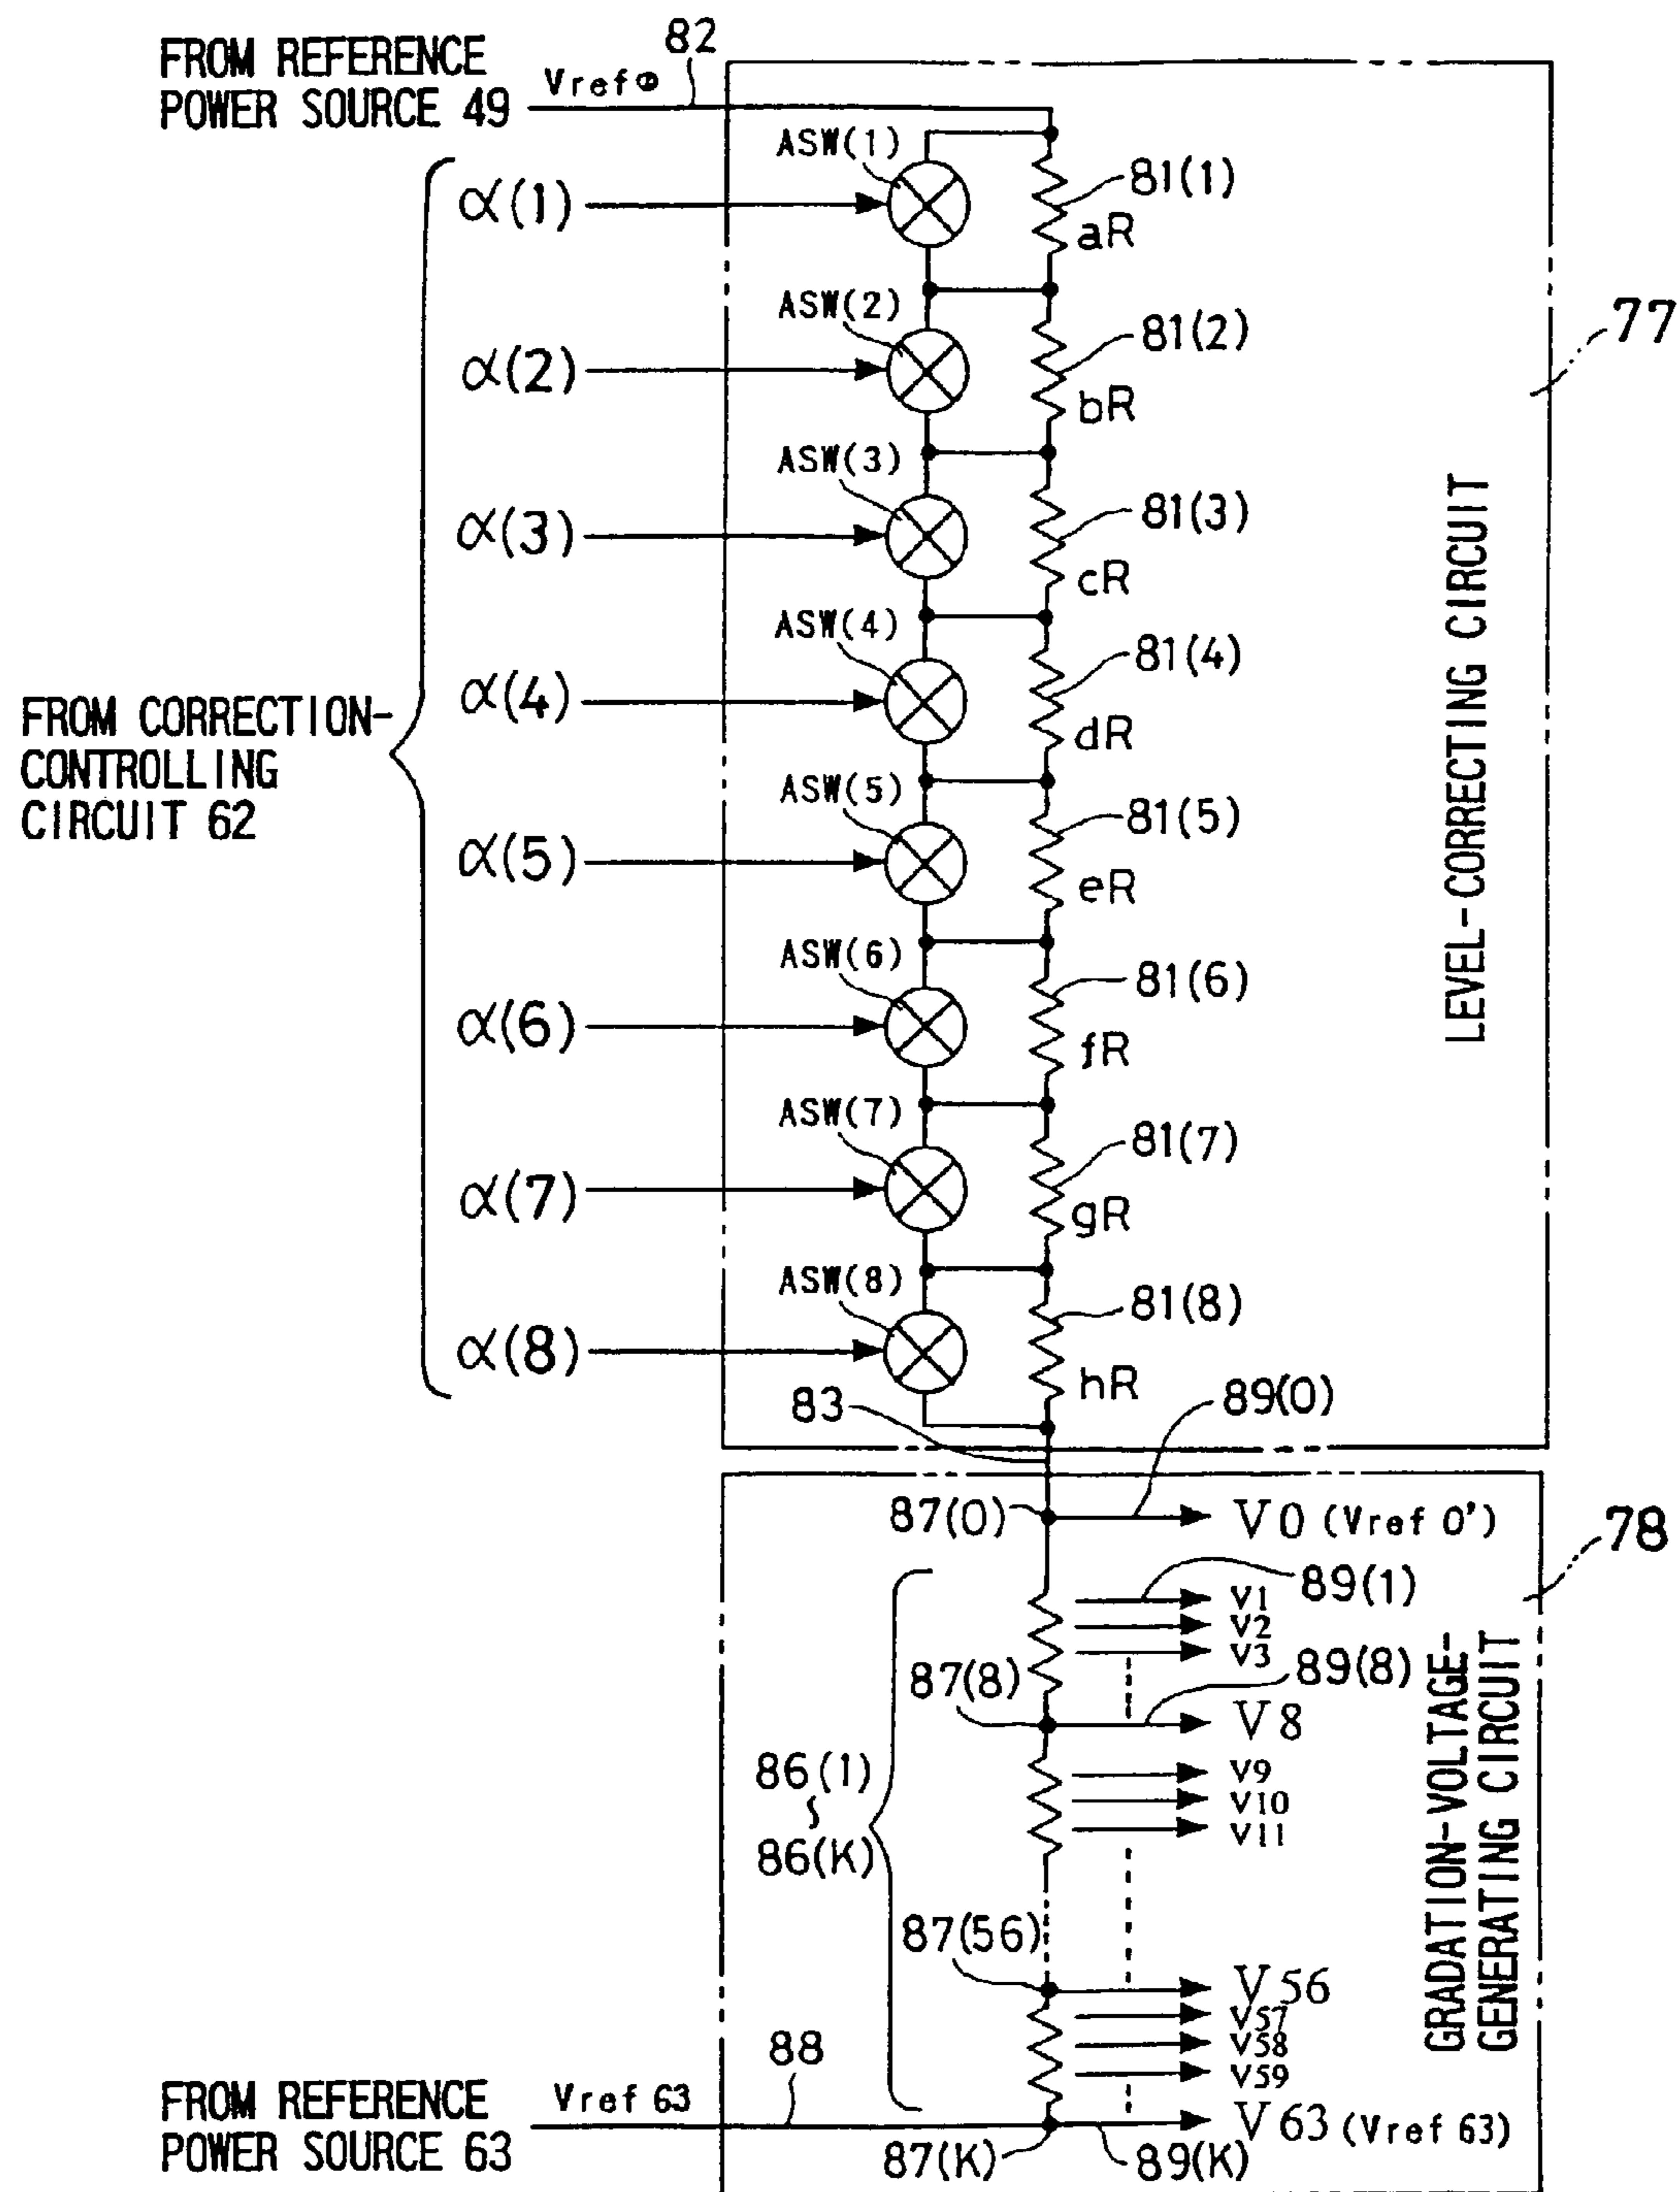 FROM REFERENCE
POWER SOURCE 49
Vref0
82
ASW(1)
α(1)
81(1)
aR
ASW(2)
α(2)
81(2)
bR
77
ASW(3)
α(3)
81(3)
cR
ASW(4)
α(4)
81(4)
dR
FROM CORRECTION-
CONTROLLING
CIRCUIT 62
LEVEL-CORRECTING CIRCUIT
ASW(5)
α(5)
81(5)
eR
ASW(6)
α(6)
81(6)
fR
ASW(7)
α(7)
81(7)
gR
ASW(8)
α(8)
81(8)
hR
83
89(0)
87(0)
V0 (Vref 0')
78
89(1)
V1
V2
V3
87(8)
89(8)
V8
86(1)
∫
86(K)
V9
V10
V11
GRADATION-VOLTAGE-
GENERATING CIRCUIT
87(56)
V56
V57
V58
V59
88
FROM REFERENCE
POWER SOURCE 63
Vref 63
V63 (Vref 63)
87(K)
89(K)